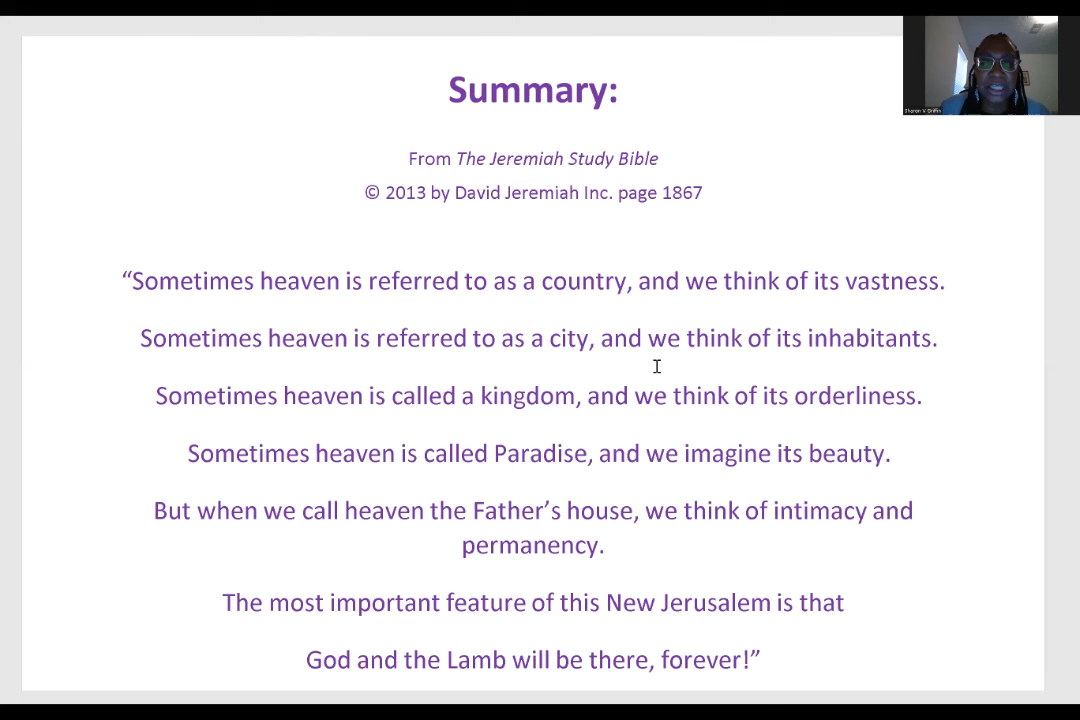 Summary:
From The Jeremiah Study Bible
© 2013 by David Jeremiah Inc. page 1867
“Sometimes heaven is referred to as a country, and we think of its vastness.
Sometimes heaven is referred to as a city, and we think of its inhabitants.
Sometimes heaven is called a kingdom, and we think of its orderliness.
Sometimes heaven is called Paradise, and we imagine its beauty.
But when we call heaven the Father’s house, we think of intimacy and
permanency.
The most important feature of this New Jerusalem is that
God and the Lamb will be there, forever!”
Sharon V Griffin